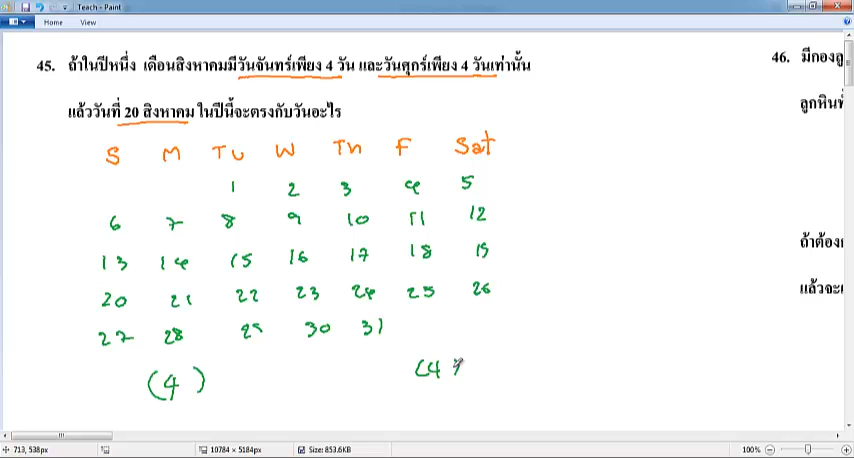 Teach - Paint
Home View
45. ถ้าในปีหนึ่ง เดือนสิงหาคมมีวันจันทร์เพียง 4 วัน และวันศุกร์เพียง 4 วันเท่านั้น
แล้ววันที่ 20 สิงหาคม ในปีนี้จะตรงกับวันอะไร
S M Tu W Th F Sat
1 2 3 4 5
6 7 8 9 10 11 12
13 14 15 16 17 18 19
20 21 22 23 24 25 26
27 28 29 30 31
(4) (4
46. มีกองลู
ลูกหินทั้
ถ้าต้อง
แล้วจะ
713, 538px 10784 × 5184px Size: 853.6KB 100%